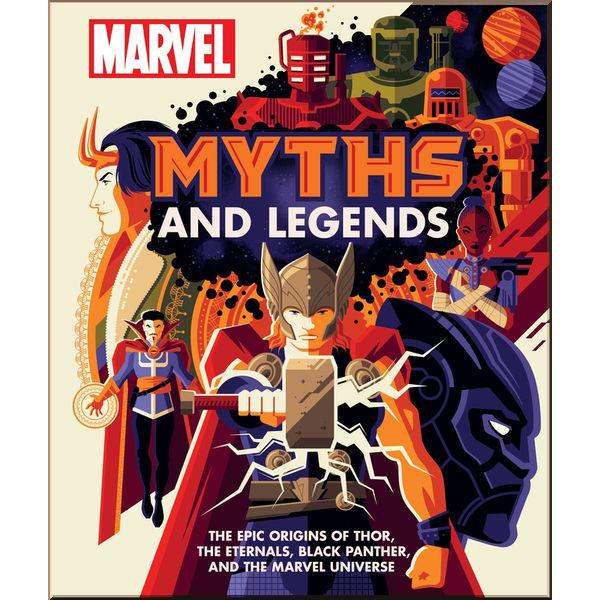 MARVEL
MYTHS
AND LEGENDS
THE EPIC ORIGINS OF THOR,
THE ETERNALS, BLACK PANTHER,
AND THE MARVEL UNIVERSE